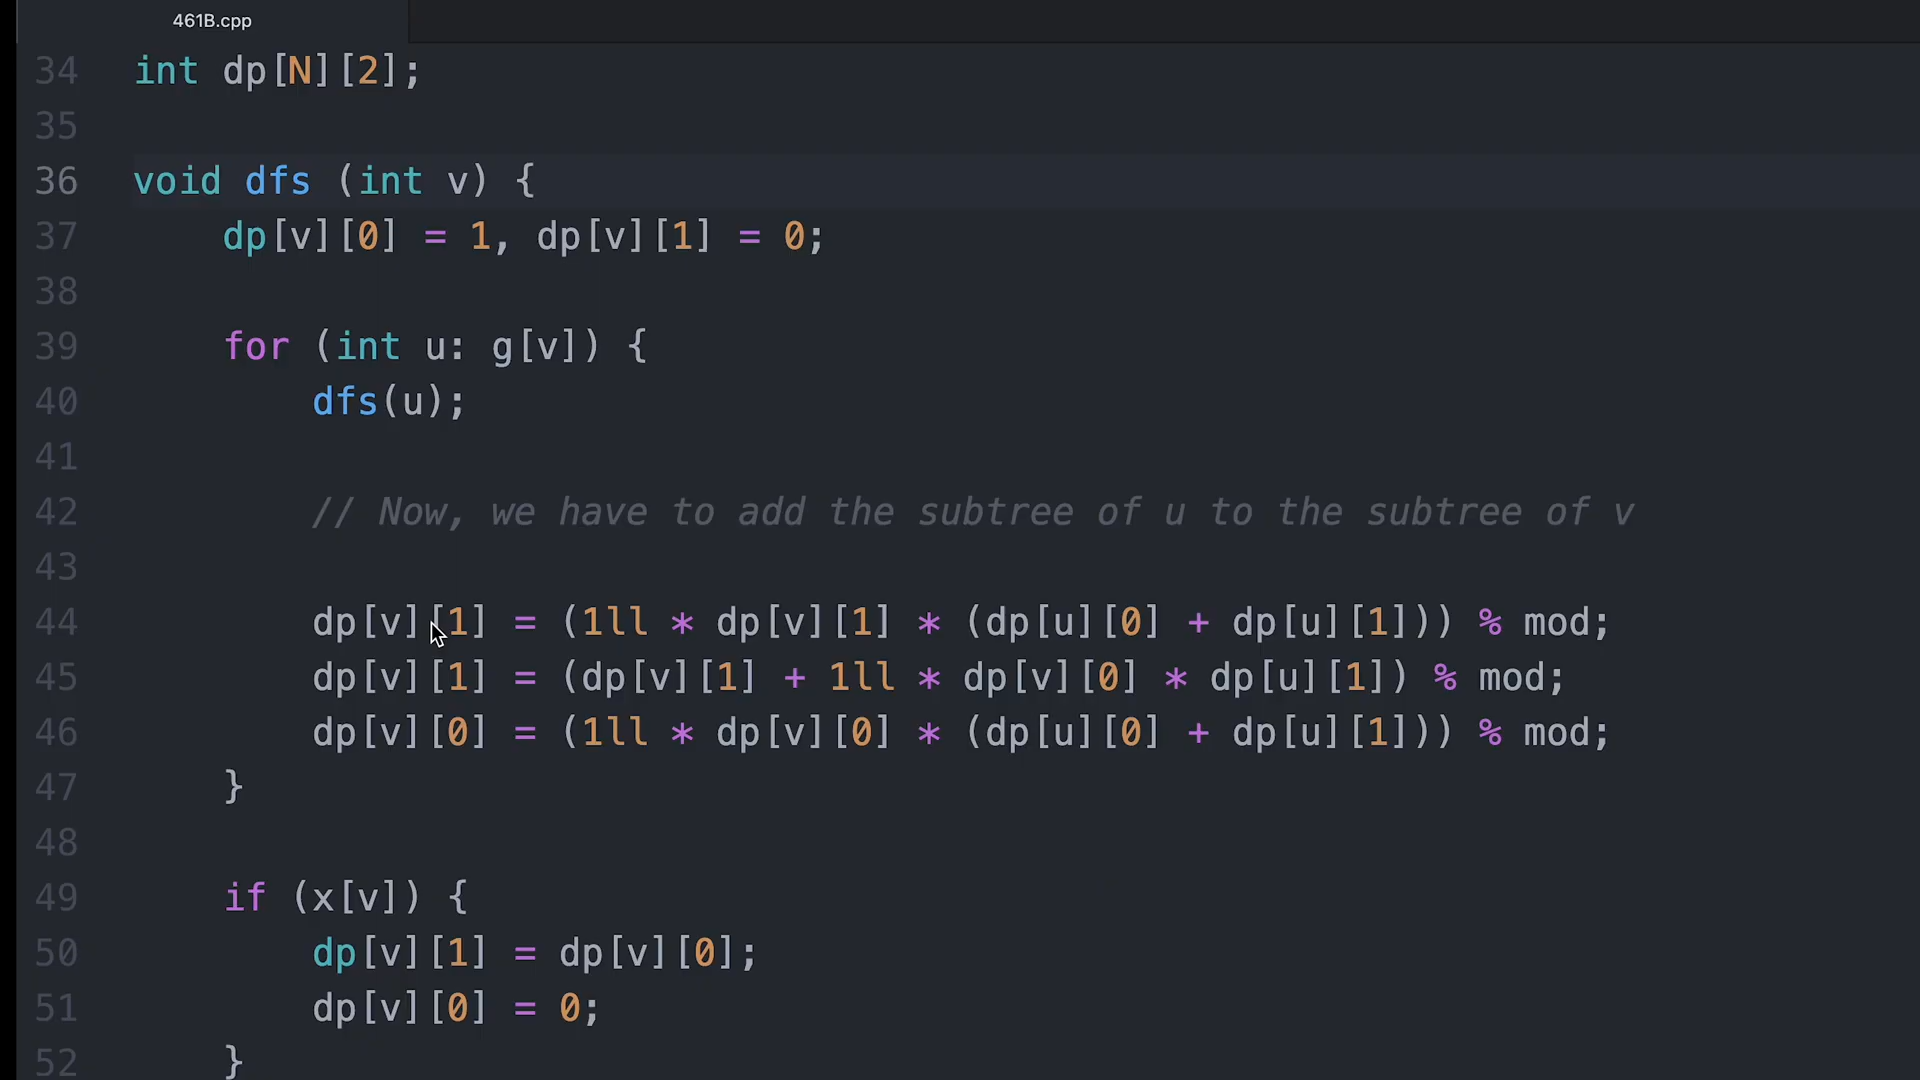 461B.cpp
34 int dp[N][2];
35
36 void dfs (int v) {
37 dp[v][0] = 1, dp[v][1] = 0;
38
39 for (int u: g[v]) {
40 dfs(u);
41
42 // Now, we have to add the subtree of u to the subtree of v
43
44 dp[v][1] = (1ll * dp[v][1] * (dp[u][0] + dp[u][1])) % mod;
45 dp[v][1] = (dp[v][1] + 1ll * dp[v][0] * dp[u][1]) % mod;
46 dp[v][0] = (1ll * dp[v][0] * (dp[u][0] + dp[u][1])) % mod;
47 }
48
49 if (x[v]) {
50 dp[v][1] = dp[v][0];
51 dp[v][0] = 0;
52 }